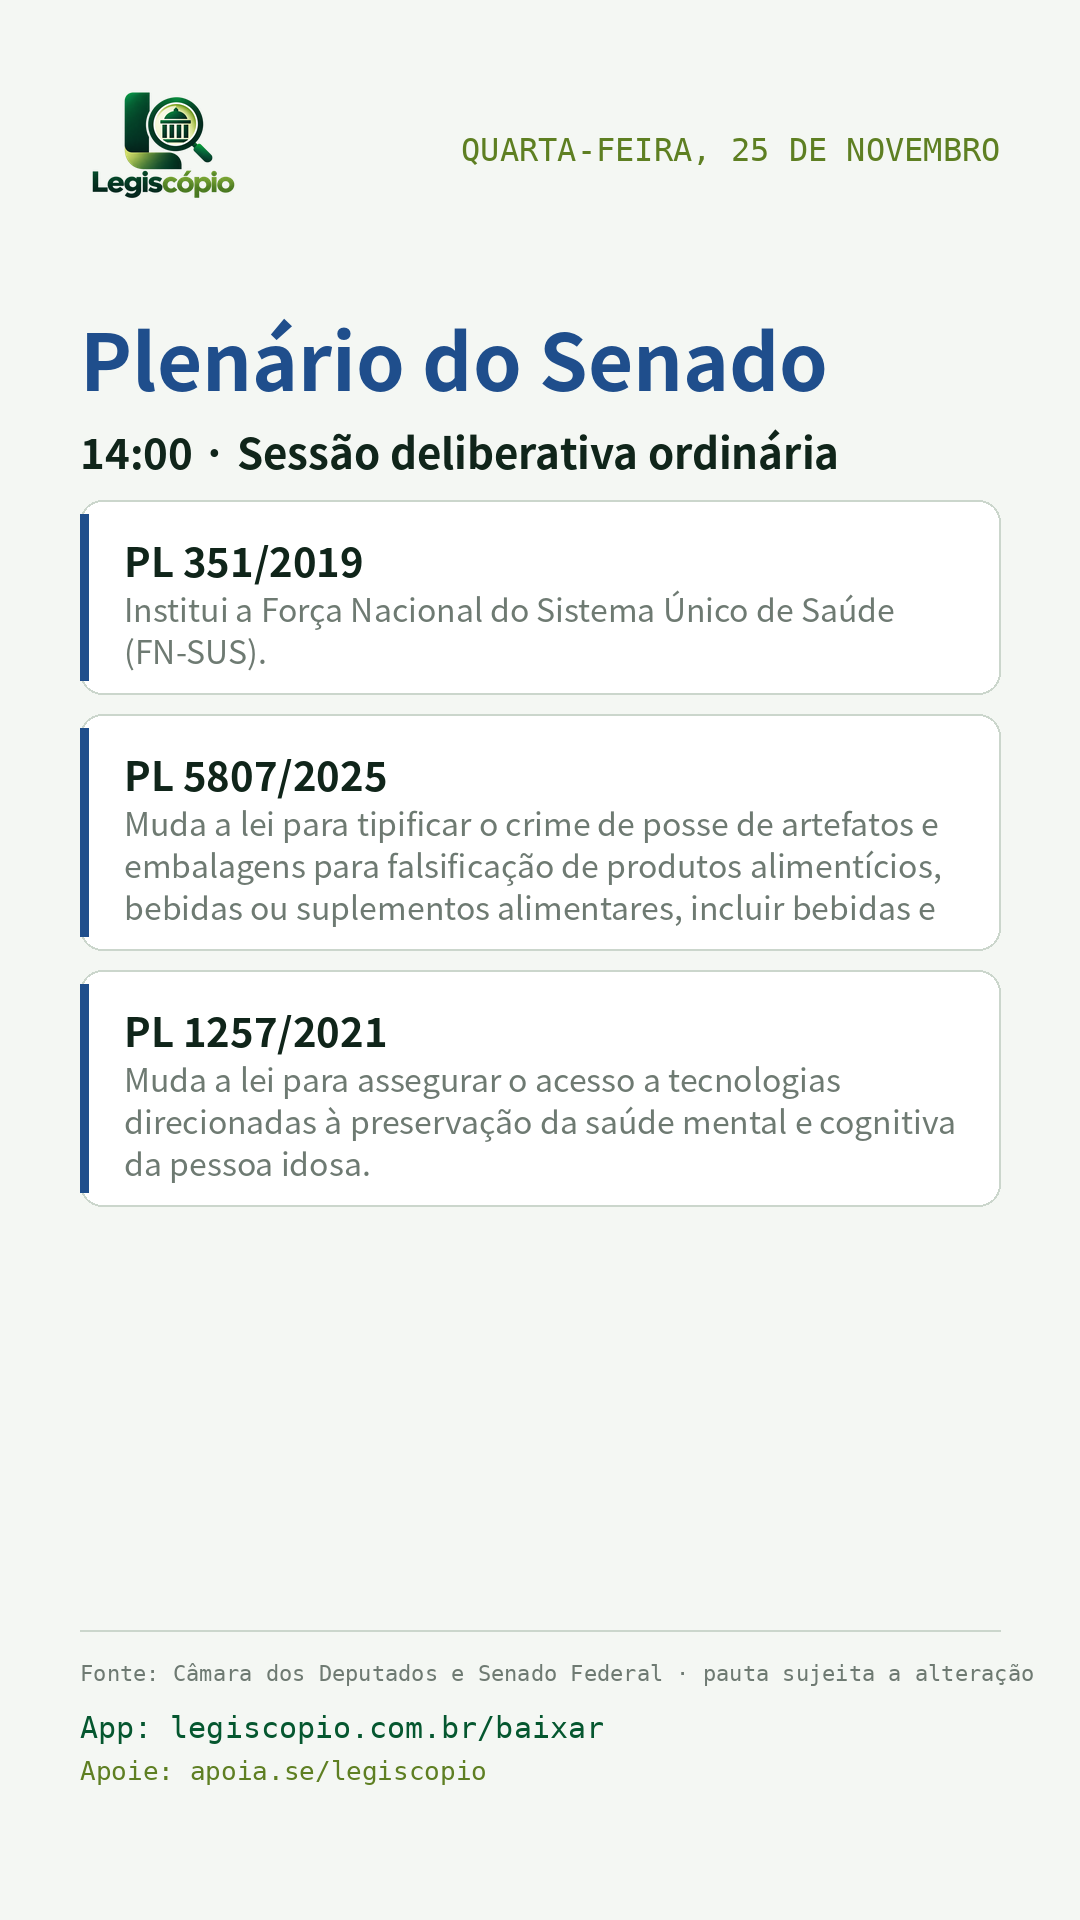 Legiscópio
QUARTA-FEIRA, 25 DE NOVEMBRO
Plenário do Senado
14:00 · Sessão deliberativa ordinária
PL 351/2019
Institui a Força Nacional do Sistema Único de Saúde
(FN-SUS).
PL 5807/2025
Muda a lei para tipificar o crime de posse de artefatos e
embalagens para falsificação de produtos alimentícios,
bebidas ou suplementos alimentares, incluir bebidas e
PL 1257/2021
Muda a lei para assegurar o acesso a tecnologias
direcionadas à preservação da saúde mental e cognitiva
da pessoa idosa.
Fonte: Câmara dos Deputados e Senado Federal · pauta sujeita a alteração
App: legiscopio.com.br/baixar
Apoie: apoia.se/legiscopio